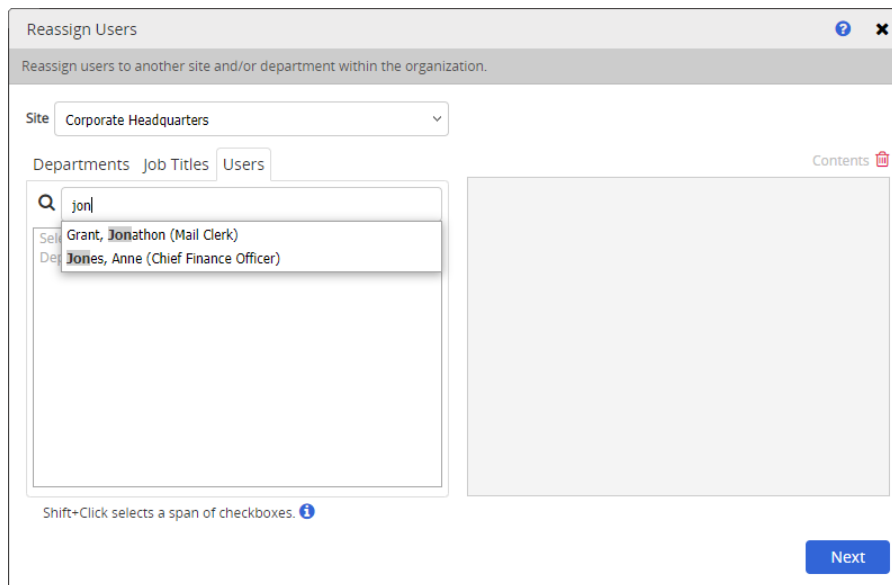 Reassign Users
Reassign users to another site and/or department within the organization.
Site Corporate Headquarters
Departments Job Titles Users
Contents
jon
Grant, Jonathon (Mail Clerk)
Jones, Anne (Chief Finance Officer)
Shift+Click selects a span of checkboxes.
Next